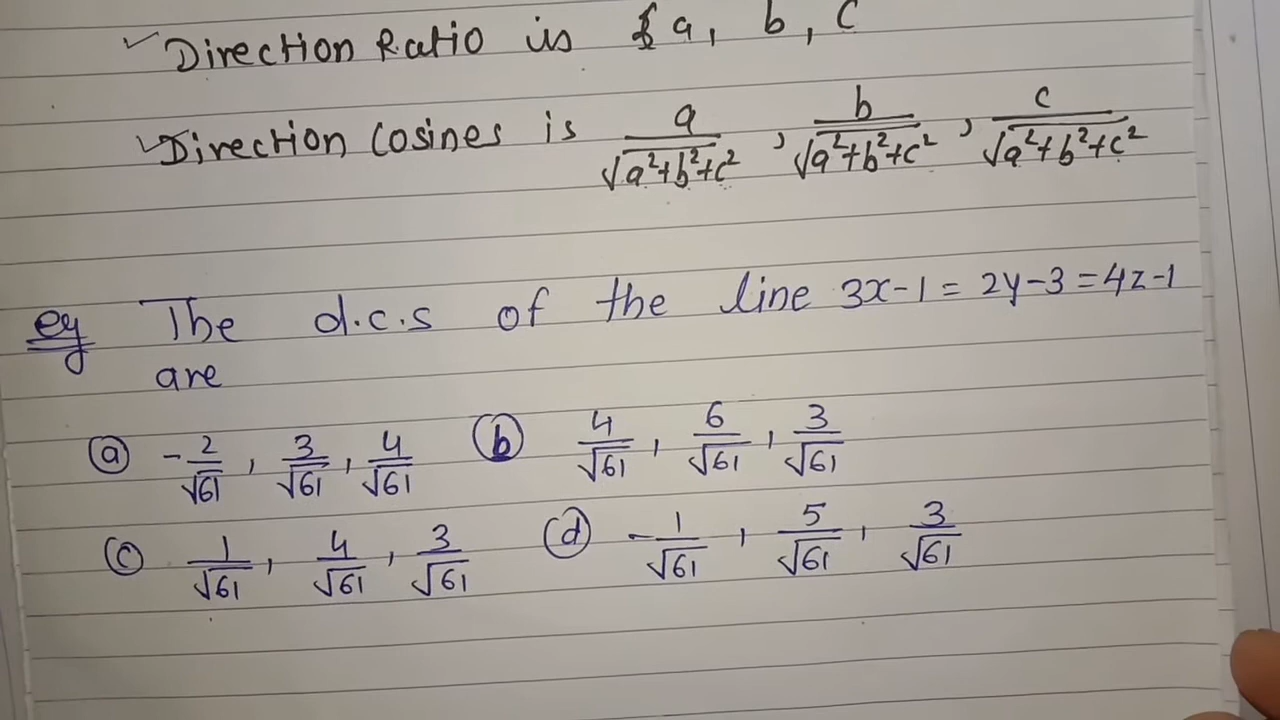 ✓Direction Ratio is a, b, c
✓Direction Cosines is a/√a²+b²+c² , b/√a²+b²+c² , c/√a²+b²+c²
eg The d.c.s of the line 3x-1 = 2y-3 = 4z-1
are
ⓐ -2/√61 , 3/√61 , 4/√61 ⓑ 4/√61 , 6/√61 , 3/√61
ⓒ 1/√61 , 4/√61 , 3/√61 ⓓ -1/√61 , 5/√61 , 3/√61